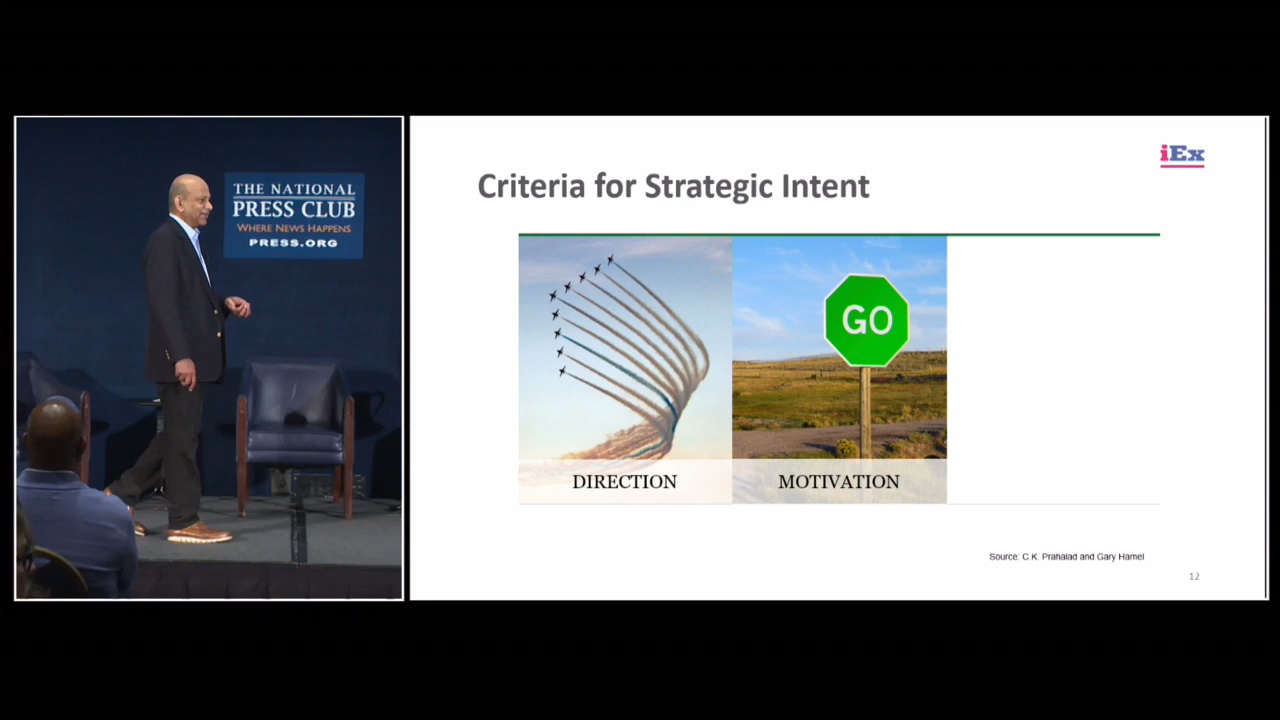 THE NATIONAL
PRESS CLUB
WHERE NEWS HAPPENS
PRESS.ORG
iEx
Criteria for Strategic Intent
GO
DIRECTION
MOTIVATION
Source: C.K. Prahalad and Gary Hamel
12